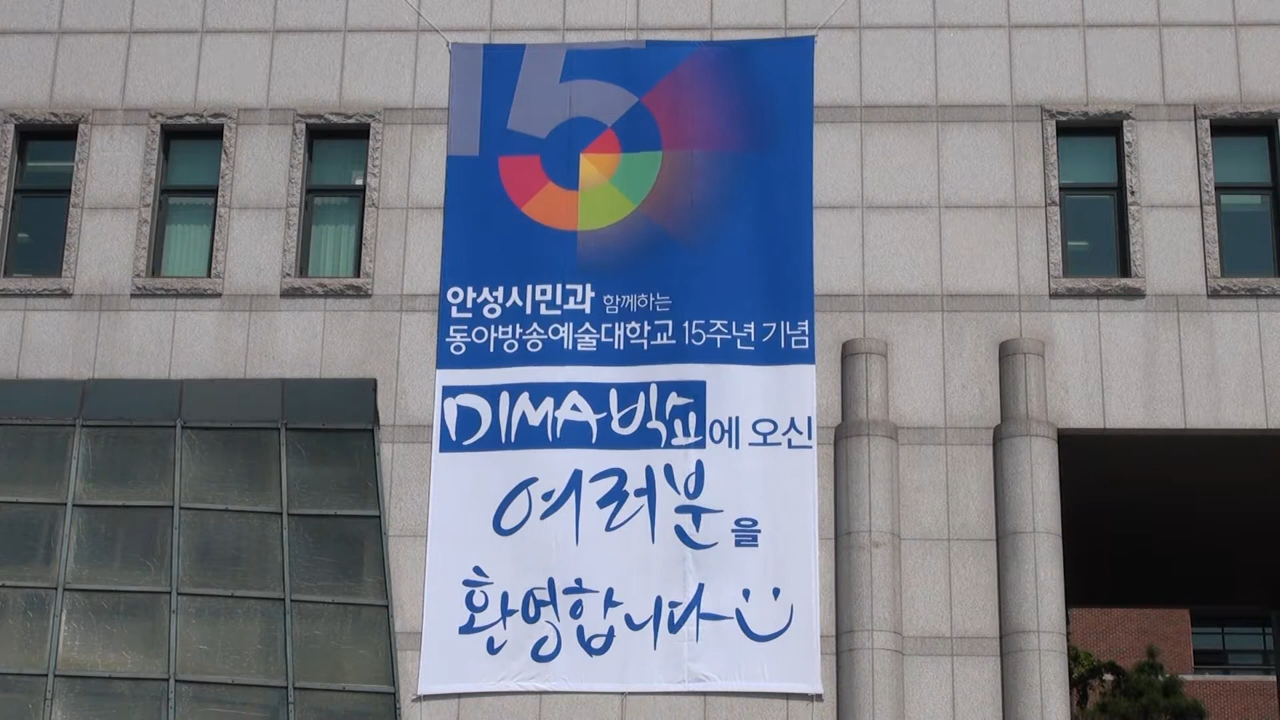 15
안성시민과 함께하는
동아방송예술대학교 15주년 기념
DIMA빅쇼에 오신
여러분을
환영합니다